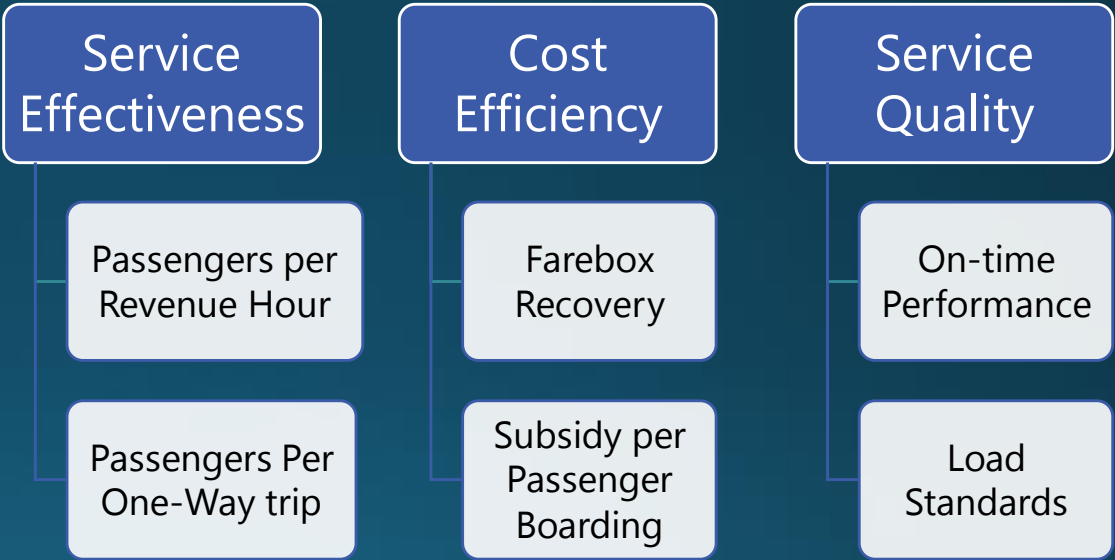 Service
Effectiveness
Passengers per
Revenue Hour
Passengers Per
One-Way trip
Cost
Efficiency
Farebox
Recovery
Subsidy per
Passenger
Boarding
Service
Quality
On-time
Performance
Load
Standards